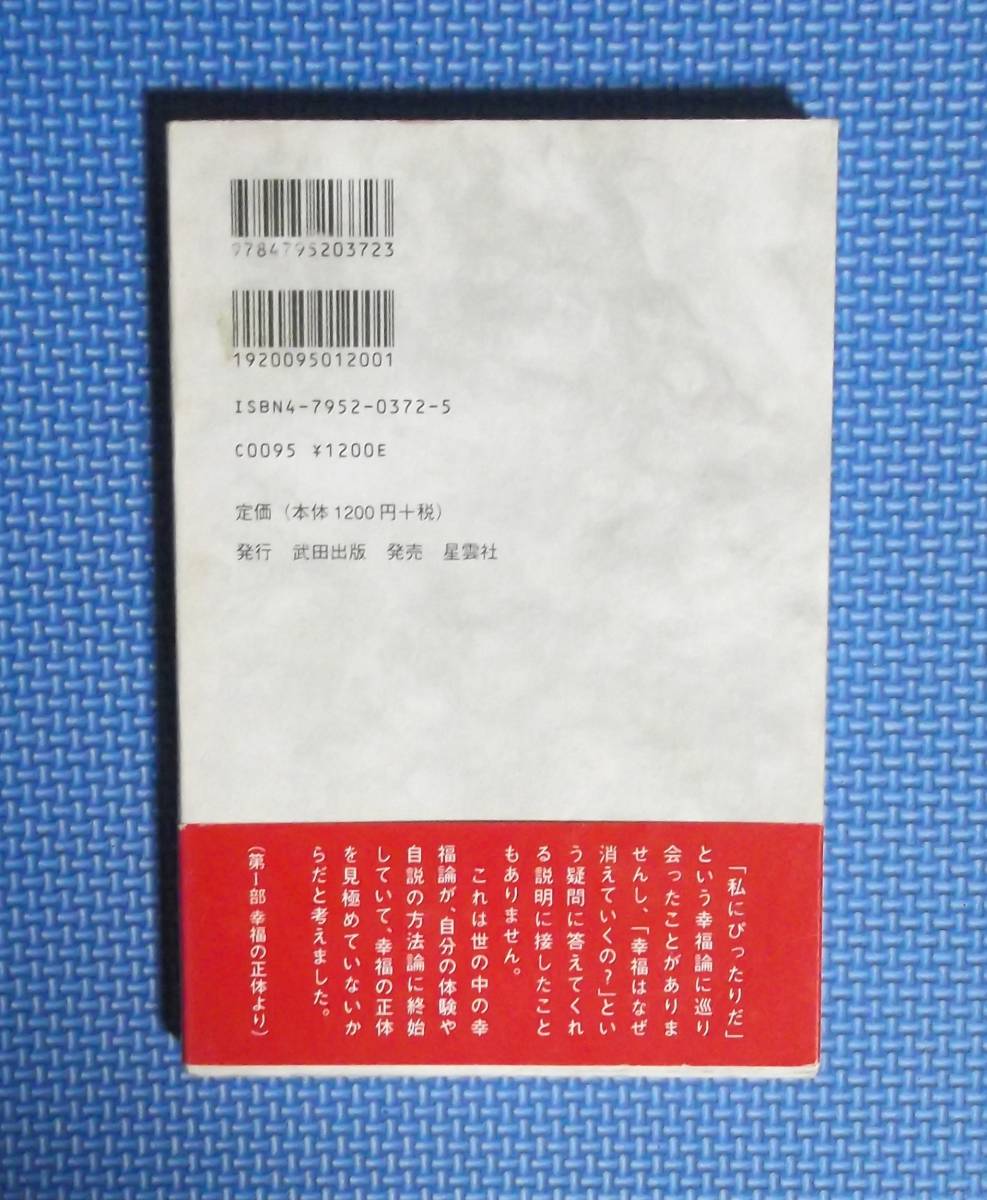 9784795203723
1920095012001
ISBN4-7952-0372-5
C0095 ¥1200E
定価（本体1200円＋税）
発行 武田出版 発売 星雲社
「私にぴったりだ」
という幸福論に巡り
会ったことがありま
せんし、「幸福はなぜ
消えていくの？」とい
う疑問に答えてくれ
る説明に接したこと
もありません。
これは世の中の幸
福論が、自分の体験や
自説の方法論に終始
していて、幸福の正体
を見極めていないか
らだと考えました。
（第Ⅰ部 幸福の正体より）